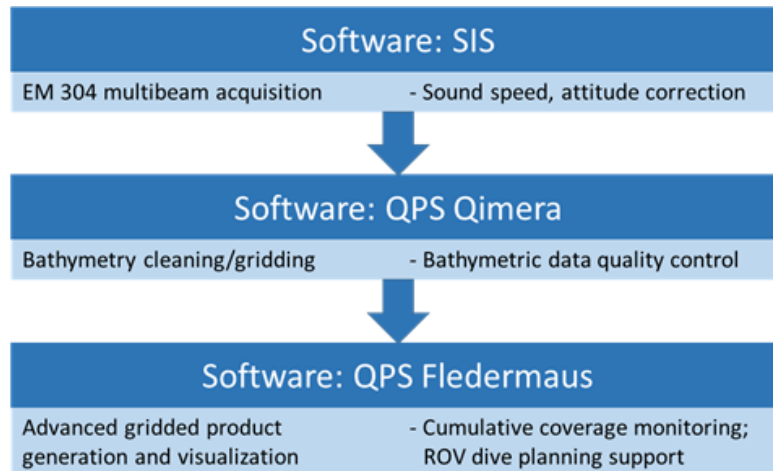 Software: SIS
EM 304 multibeam acquisition - Sound speed, attitude correction
Software: QPS Qimera
Bathymetry cleaning/gridding - Bathymetric data quality control
Software: QPS Fledermaus
Advanced gridded product
generation and visualization
- Cumulative coverage monitoring;
ROV dive planning support